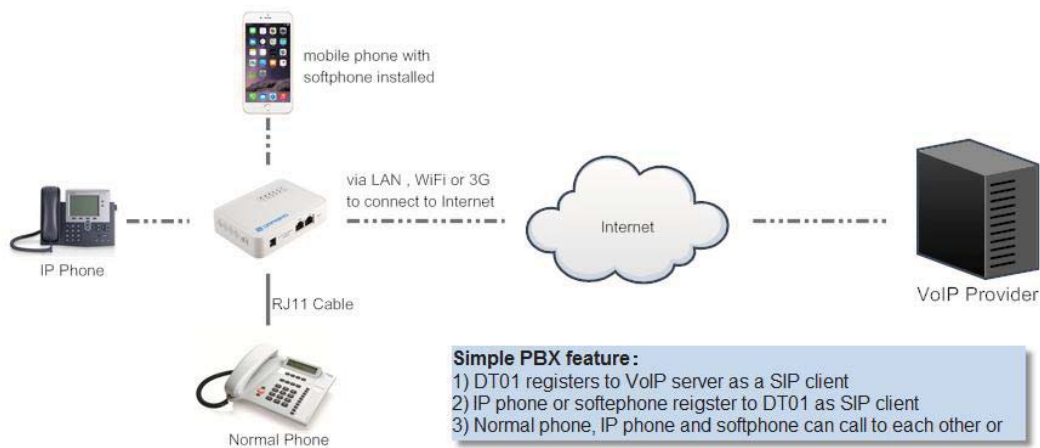 mobile phone with
softphone installed
via LAN , WiFi or 3G
to connect to Internet
Internet
IP Phone
VoIP Provider
RJ11 Cable
Normal Phone
Simple PBX feature:
1) DT01 registers to VoIP server as a SIP client
2) IP phone or softephone reigster to DT01 as SIP client
3) Normal phone, IP phone and softphone can call to each other or